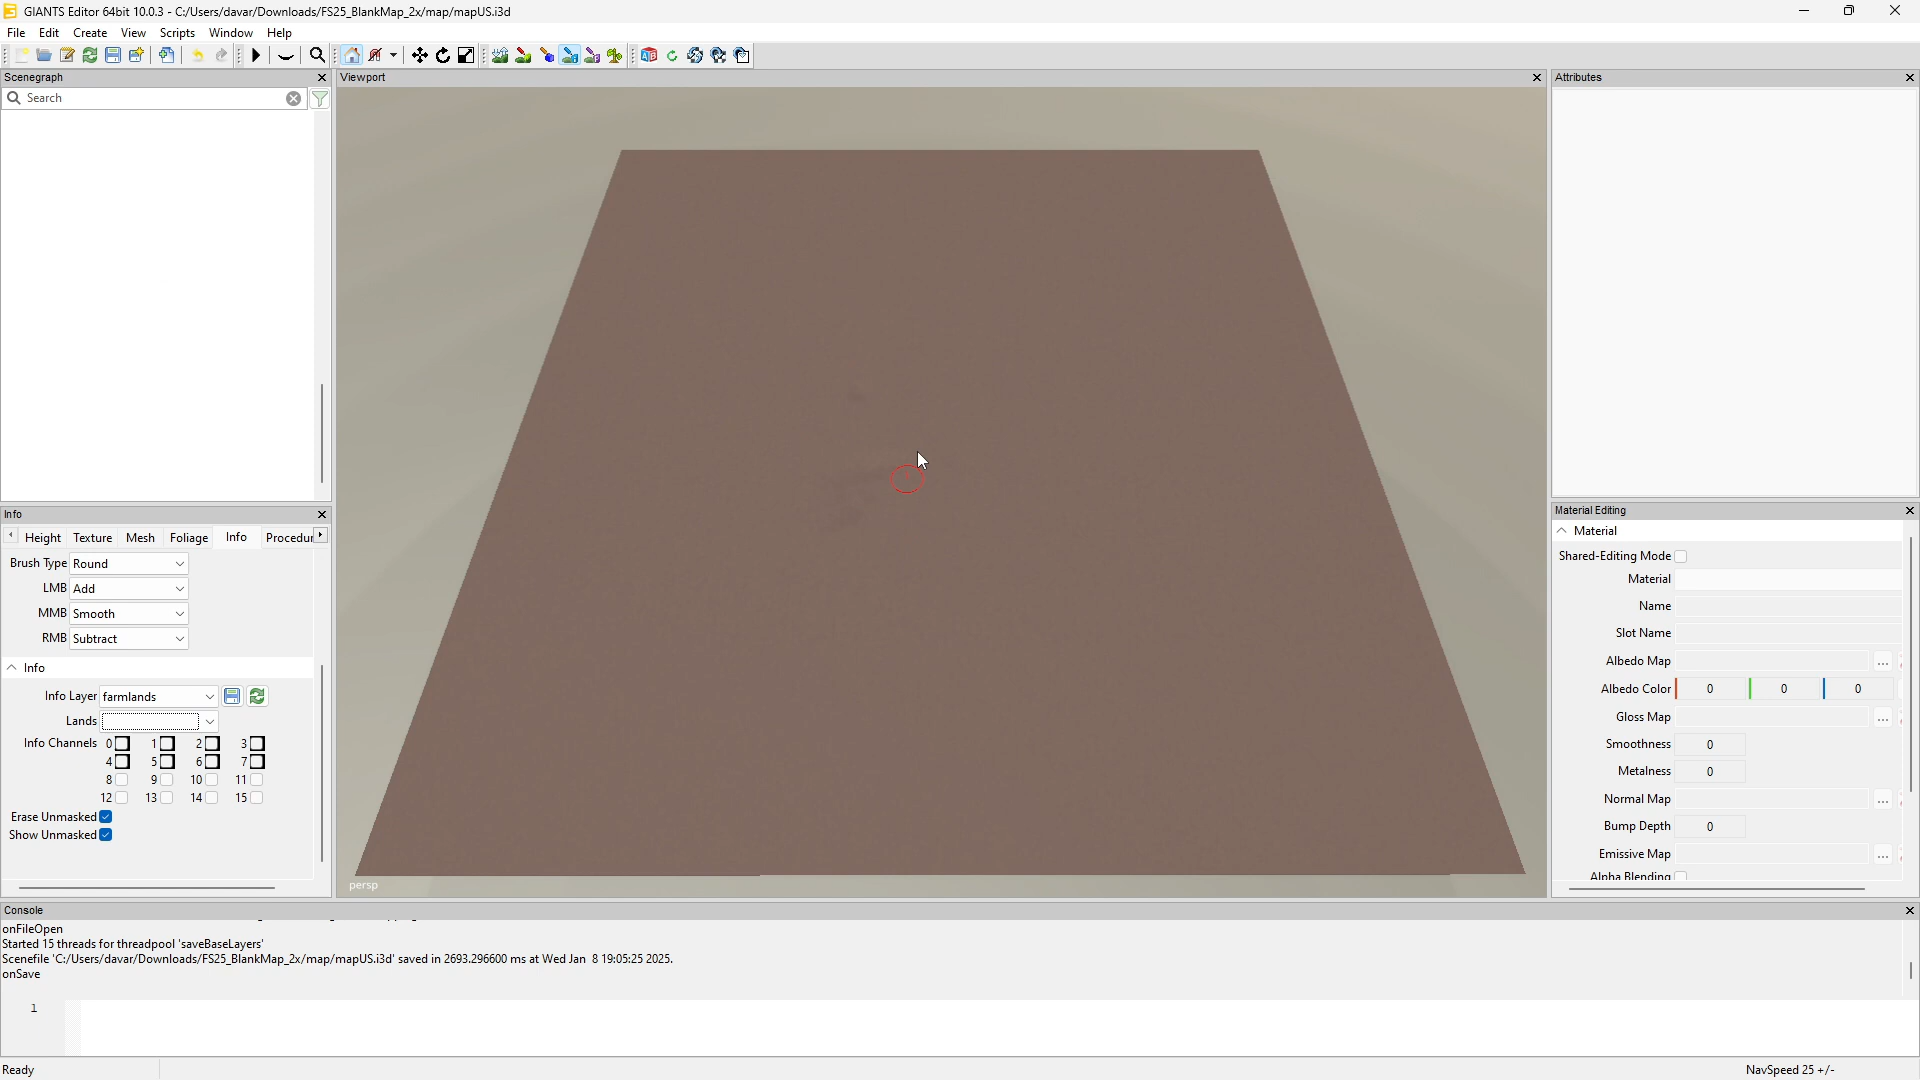 GIANTS Editor 64bit 10.0.3 - C:/Users/davar/Downloads/FS25_BlankMap_2x/map/mapUS.i3d
File Edit Create View Scripts Window Help
Scenegraph
Viewport
Attributes
Search
persp
Info
Height Texture Mesh Foliage Info Procedur
Brush Type Round
LMB Add
MMB Smooth
RMB Subtract
Info
Info Layer farmlands
Lands
Info Channels 0 1 2 3
4 5 6 7
8 9 10 11
12 13 14 15
Erase Unmasked
Show Unmasked
Material Editing
Material
Shared-Editing Mode
Material
Name
Slot Name
Albedo Map ...
Albedo Color 0 0 0
Gloss Map ...
Smoothness 0
Metalness 0
Normal Map ...
Bump Depth 0
Emissive Map ...
Alpha Blending
Console
onFileOpen
Started 15 threads for threadpool 'saveBaseLayers'
Scenefile 'C:/Users/davar/Downloads/FS25_BlankMap_2x/map/mapUS.i3d' saved in 2693.296600 ms at Wed Jan 8 19:05:25 2025.
onSave
1
Ready
NavSpeed 25 +/-